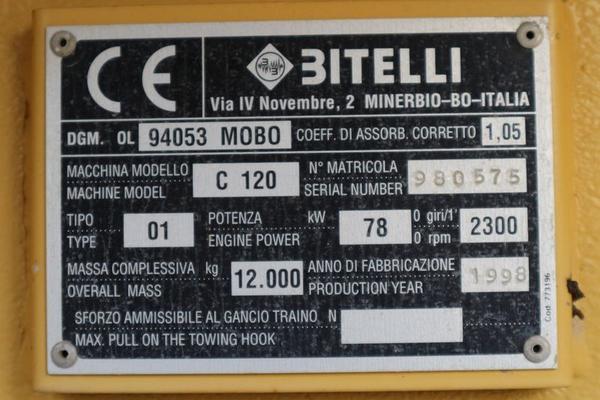 CE BITELLI
Via IV Novembre, 2 MINERBIO-BO-ITALIA
DGM. OL 94053 MOBO COEFF. DI ASSORB. CORRETTO 1,05
MACCHINA MODELLO
MACHINE MODEL
C 120
N° MATRICOLA
SERIAL NUMBER
980575
TIPO
TYPE
01
POTENZA
ENGINE POWER
kW
78
0 giri/1'
0 rpm
2300
MASSA COMPLESSIVA kg
OVERALL MASS
12.000
ANNO DI FABBRICAZIONE
PRODUCTION YEAR
1998
SFORZO AMMISSIBILE AL GANCIO TRAINO N
MAX. PULL ON THE TOWING HOOK
Cod. 773196